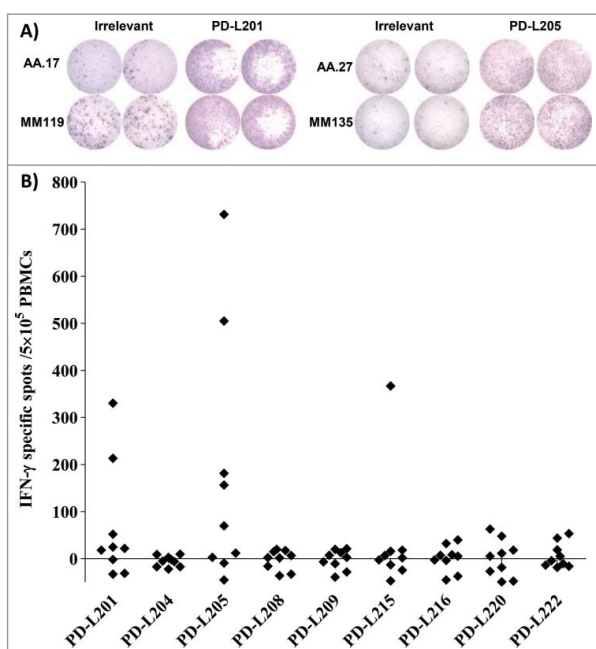 A)
Irrelevant PD-L201
AA.17
MM119
Irrelevant PD-L205
AA.27
MM135
B)
IFN-γ specific spots /5×10⁵ PBMCs
800
700
600
500
400
300
200
100
0
PD-L201
PD-L204
PD-L205
PD-L208
PD-L209
PD-L215
PD-L216
PD-L220
PD-L222